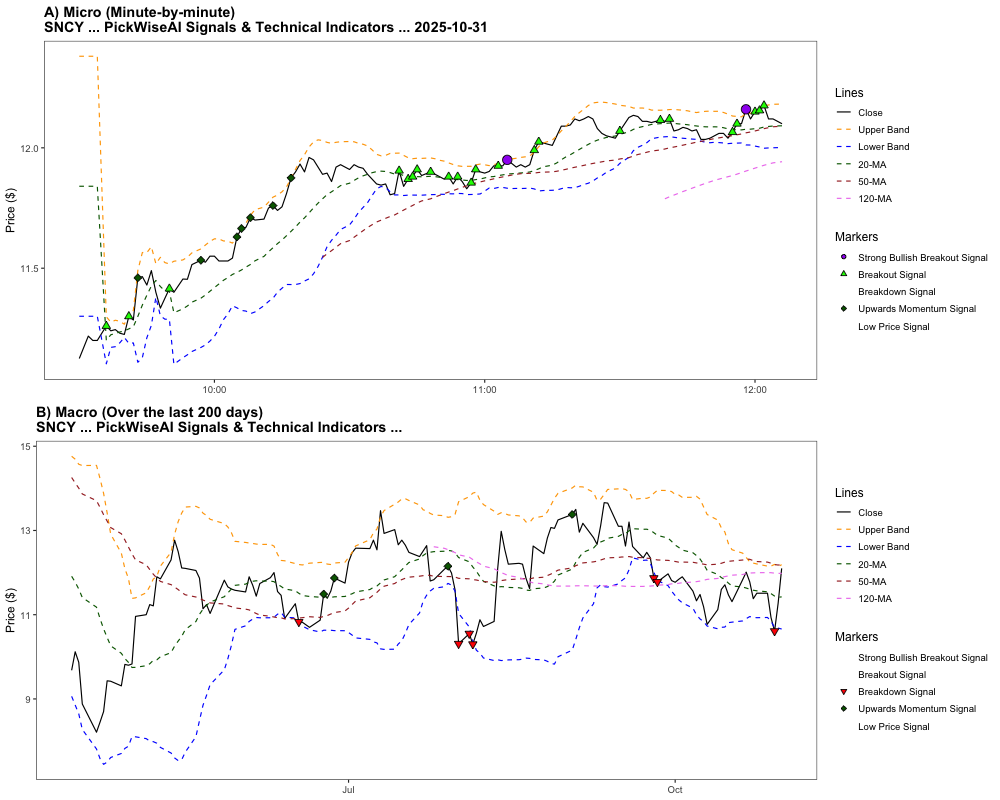 A) Micro (Minute-by-minute)
SNCY ... PickWiseAI Signals & Technical Indicators ... 2025-10-31
Price ($)
12.0
11.5
10:00
11:00
12:00
Lines
Close
Upper Band
Lower Band
20-MA
50-MA
120-MA
Markers
Strong Bullish Breakout Signal
Breakout Signal
Breakdown Signal
Upwards Momentum Signal
Low Price Signal
B) Macro (Over the last 200 days)
SNCY ... PickWiseAI Signals & Technical Indicators ...
Price ($)
15
13
11
9
Jul
Oct
Lines
Close
Upper Band
Lower Band
20-MA
50-MA
120-MA
Markers
Strong Bullish Breakout Signal
Breakout Signal
Breakdown Signal
Upwards Momentum Signal
Low Price Signal